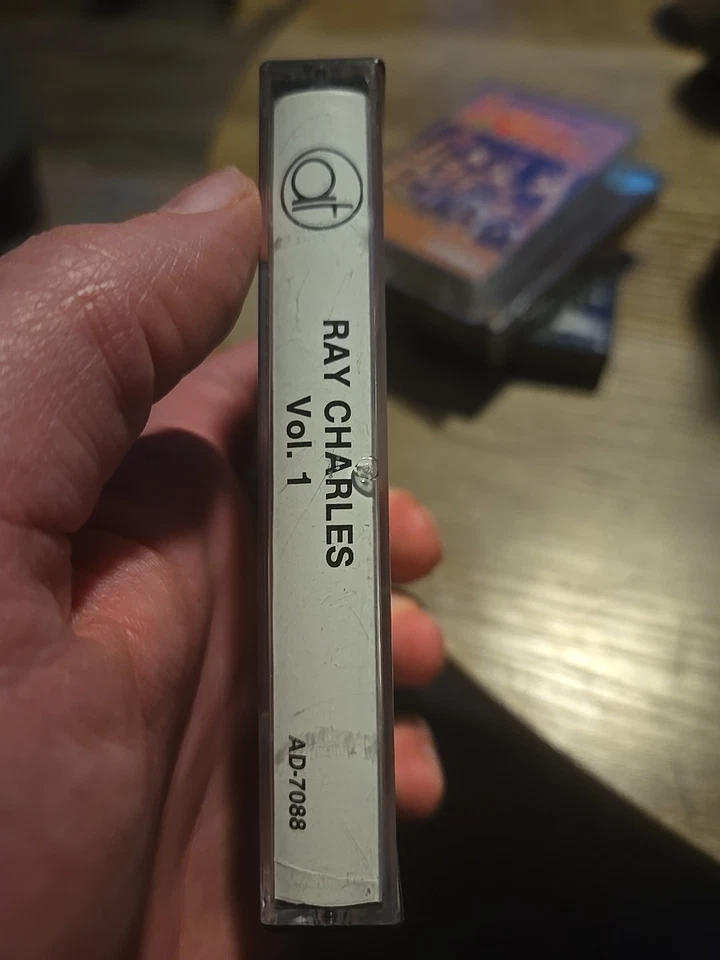 at
RAY CHARLES
Vol. 1
AD-7088